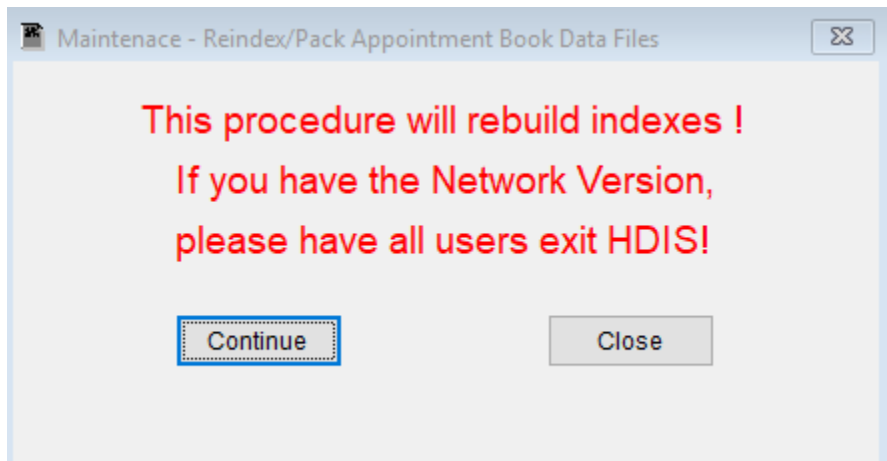 Maintenace - Reindex/Pack Appointment Book Data Files
This procedure will rebuild indexes !
If you have the Network Version,
please have all users exit HDIS!
Continue
Close